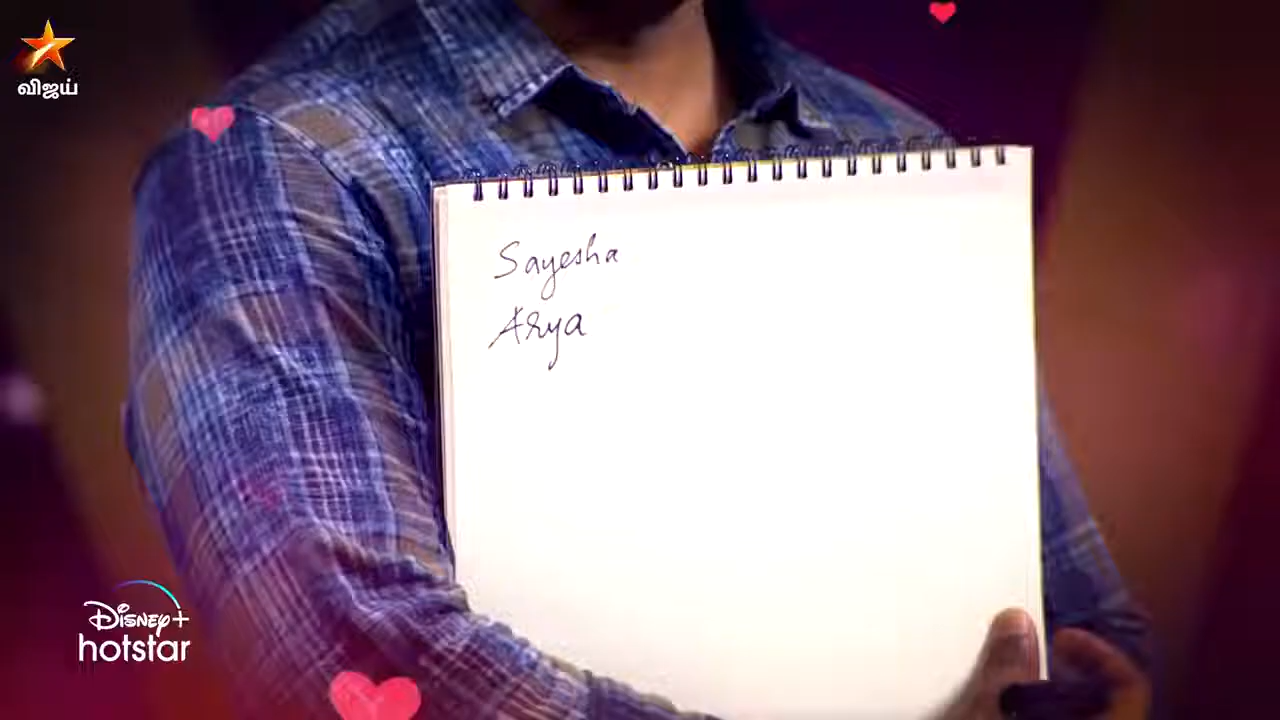 விஜய்
Sayesha
Arya
Disney+
hotstar